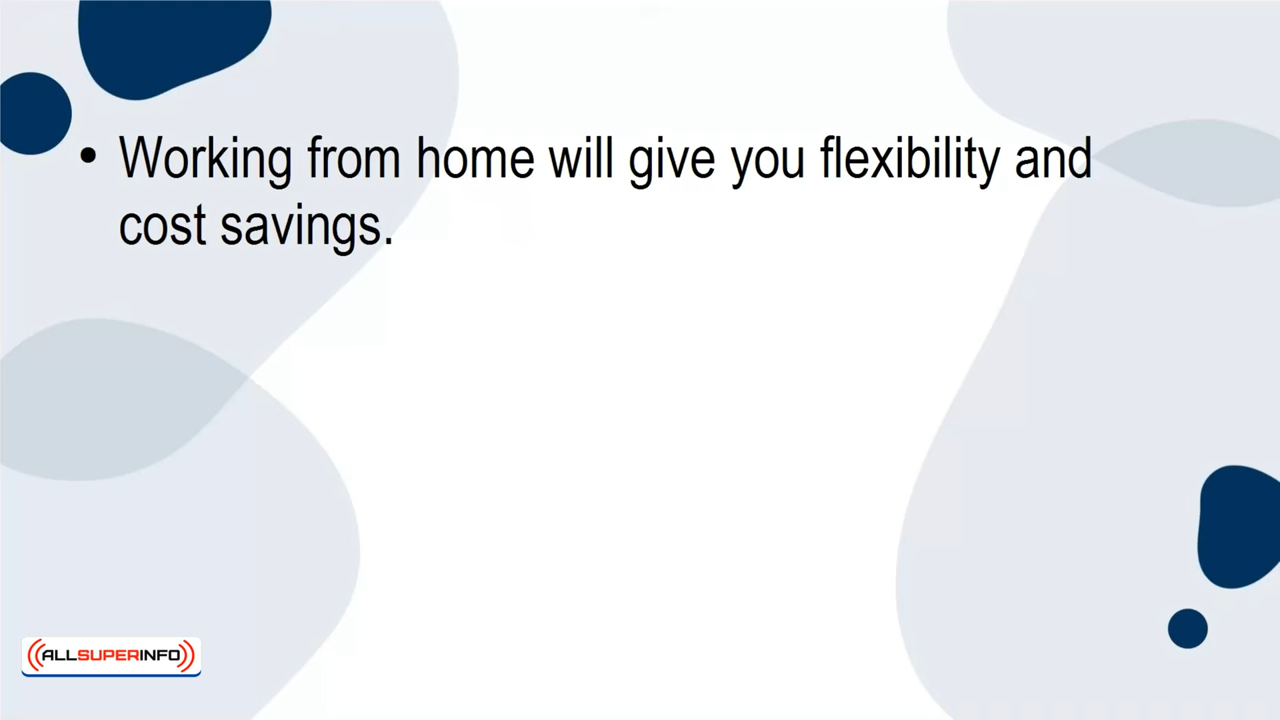 • Working from home will give you flexibility and
cost savings.
ALLSUPERINFO